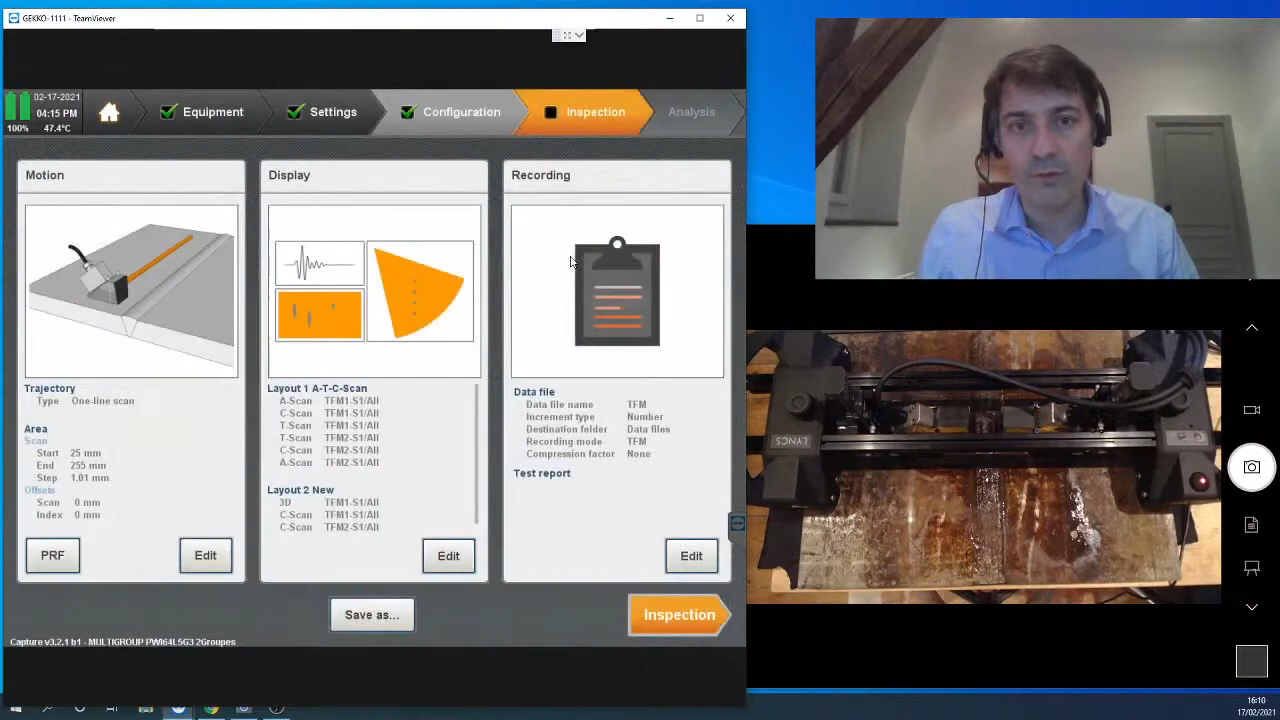 GEKKO-1111 - TeamViewer
02-17-2021
04:15 PM
100% 47.4°C
Equipment
Settings
Configuration
Inspection
Analysis
Motion
Trajectory
Type One-line scan
Area
Scan
Start 25 mm
End 255 mm
Step 1.01 mm
Offsets
Scan 0 mm
Index 0 mm
PRF
Edit
Display
Layout 1 A-T-C-Scan
A-Scan TFM1-S1/All
C-Scan TFM1-S1/All
T-Scan TFM1-S1/All
T-Scan TFM2-S1/All
C-Scan TFM2-S1/All
A-Scan TFM2-S1/All
Layout 2 New
3D TFM1-S1/All
C-Scan TFM1-S1/All
C-Scan TFM2-S1/All
Edit
Recording
Data file
Data file name TFM
Increment type Number
Destination folder Data files
Recording mode TFM
Compression factor None
Test report
Edit
Save as...
Inspection
Capture v3.2.1 b1 - MULTIGROUP PWI64L5G3 2Groupes
LYNCS
16:10
17/02/2021